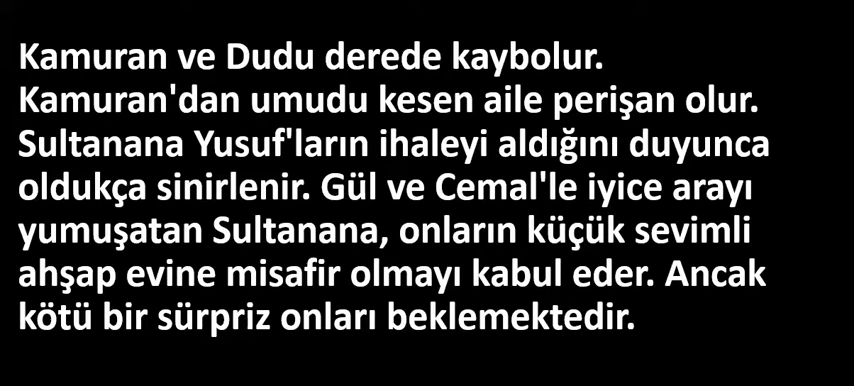 Kamuran ve Dudu derede kaybolur.
Kamuran'dan umudu kesen aile perişan olur.
Sultanana Yusuf'ların ihaleyi aldığını duyunca
oldukça sinirlenir. Gül ve Cemal'le iyice arayı
yumuşatan Sultanana, onların küçük sevimli
ahşap evine misafir olmayı kabul eder. Ancak
kötü bir sürpriz onları beklemektedir.